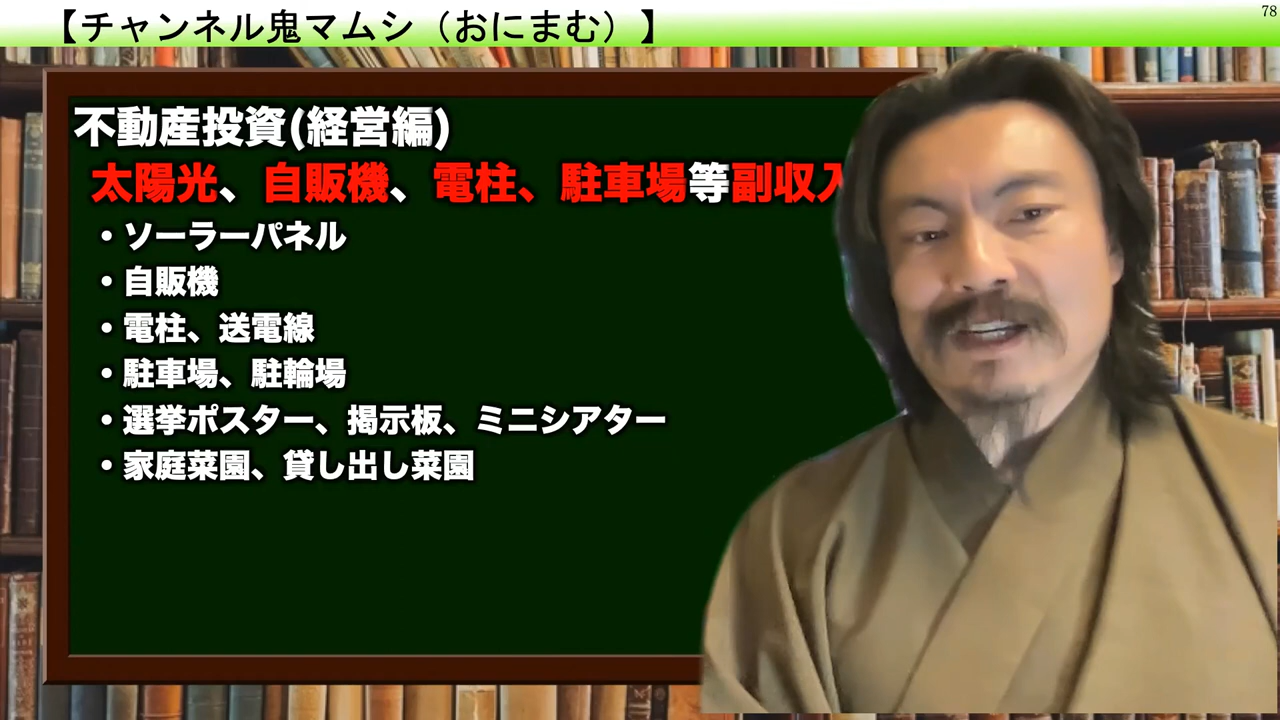 【チャンネル鬼マムシ（おにまむ）】
78
不動産投資(経営編)
太陽光、自販機、電柱、駐車場等副収入
・ソーラーパネル
・自販機
・電柱、送電線
・駐車場、駐輪場
・選挙ポスター、掲示板、ミニシアター
・家庭菜園、貸し出し菜園